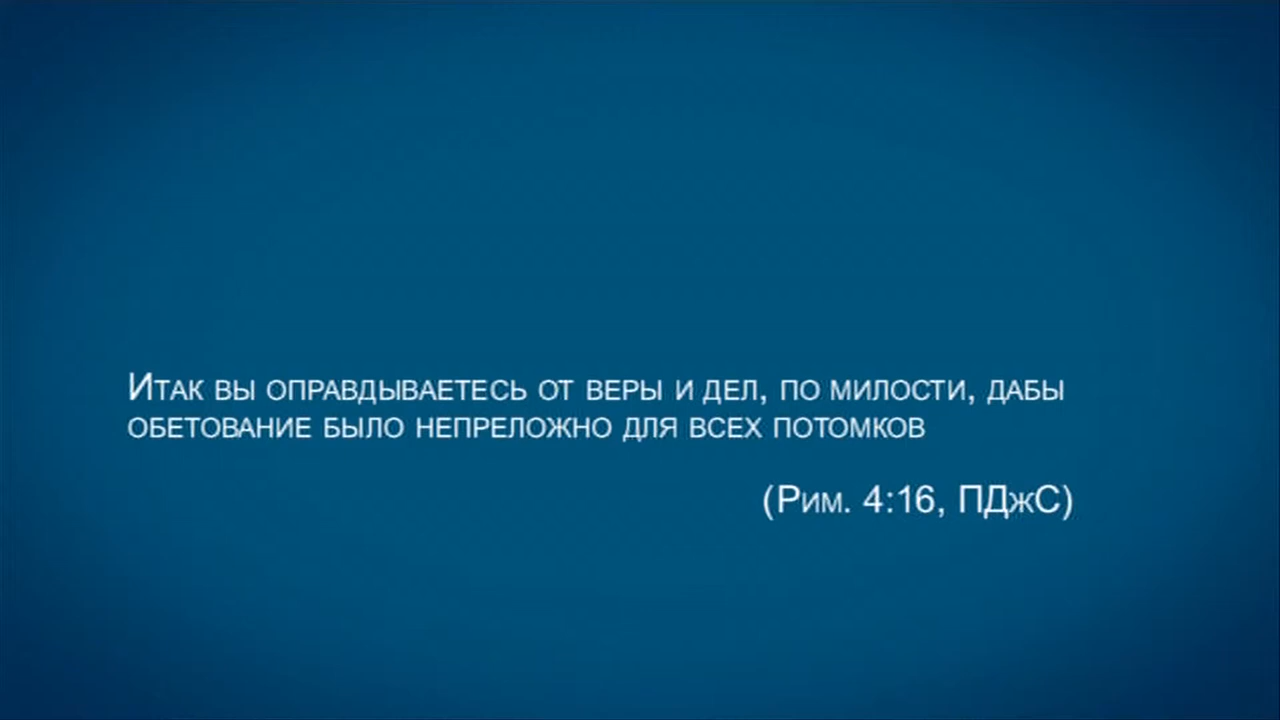 Итак вы оправдываетесь от веры и дел, по милости, дабы
обетование было непреложно для всех потомков
(Рим. 4:16, ПДжС)